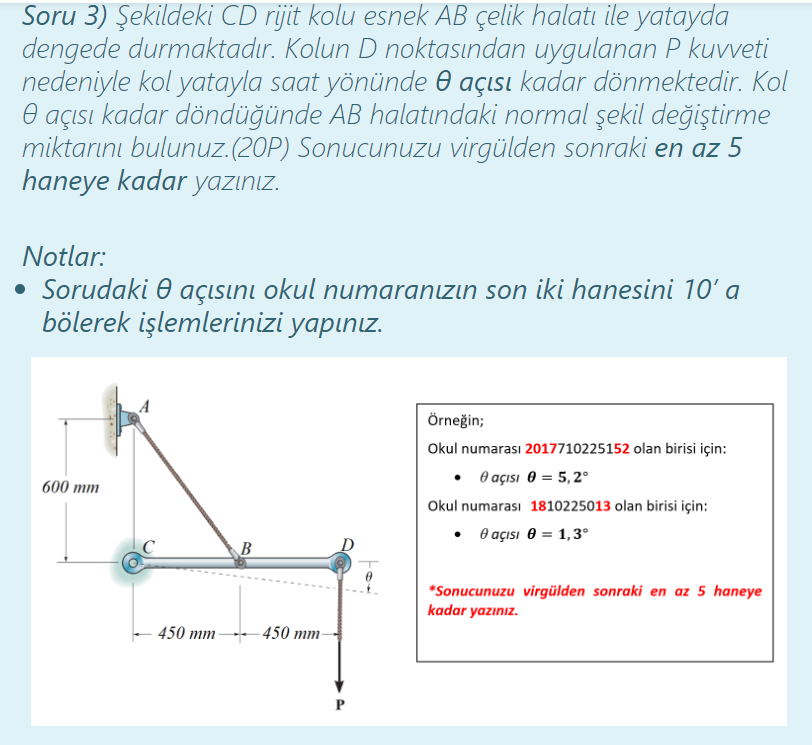 Soru 3) Şekildeki CD rijit kolu esnek AB çelik halatı ile yatayda
dengede durmaktadır. Kolun D noktasından uygulanan P kuvveti
nedeniyle kol yatayla saat yönünde θ açısı kadar dönmektedir. Kol
θ açısı kadar döndüğünde AB halatındaki normal şekil değiştirme
miktarını bulunuz.(20P) Sonucunuzu virgülden sonraki en az 5
haneye kadar yazınız.
Notlar:
• Sorudaki θ açısını okul numaranızın son iki hanesini 10' a
bölerek işlemlerinizi yapınız.
A
600 mm
C
B
D
θ
450 mm
450 mm
P
Örneğin;
Okul numarası 2017710225152 olan birisi için:
• θ açısı θ = 5,2°
Okul numarası 1810225013 olan birisi için:
• θ açısı θ = 1,3°
*Sonucunuzu virgülden sonraki en az 5 haneye
kadar yazınız.